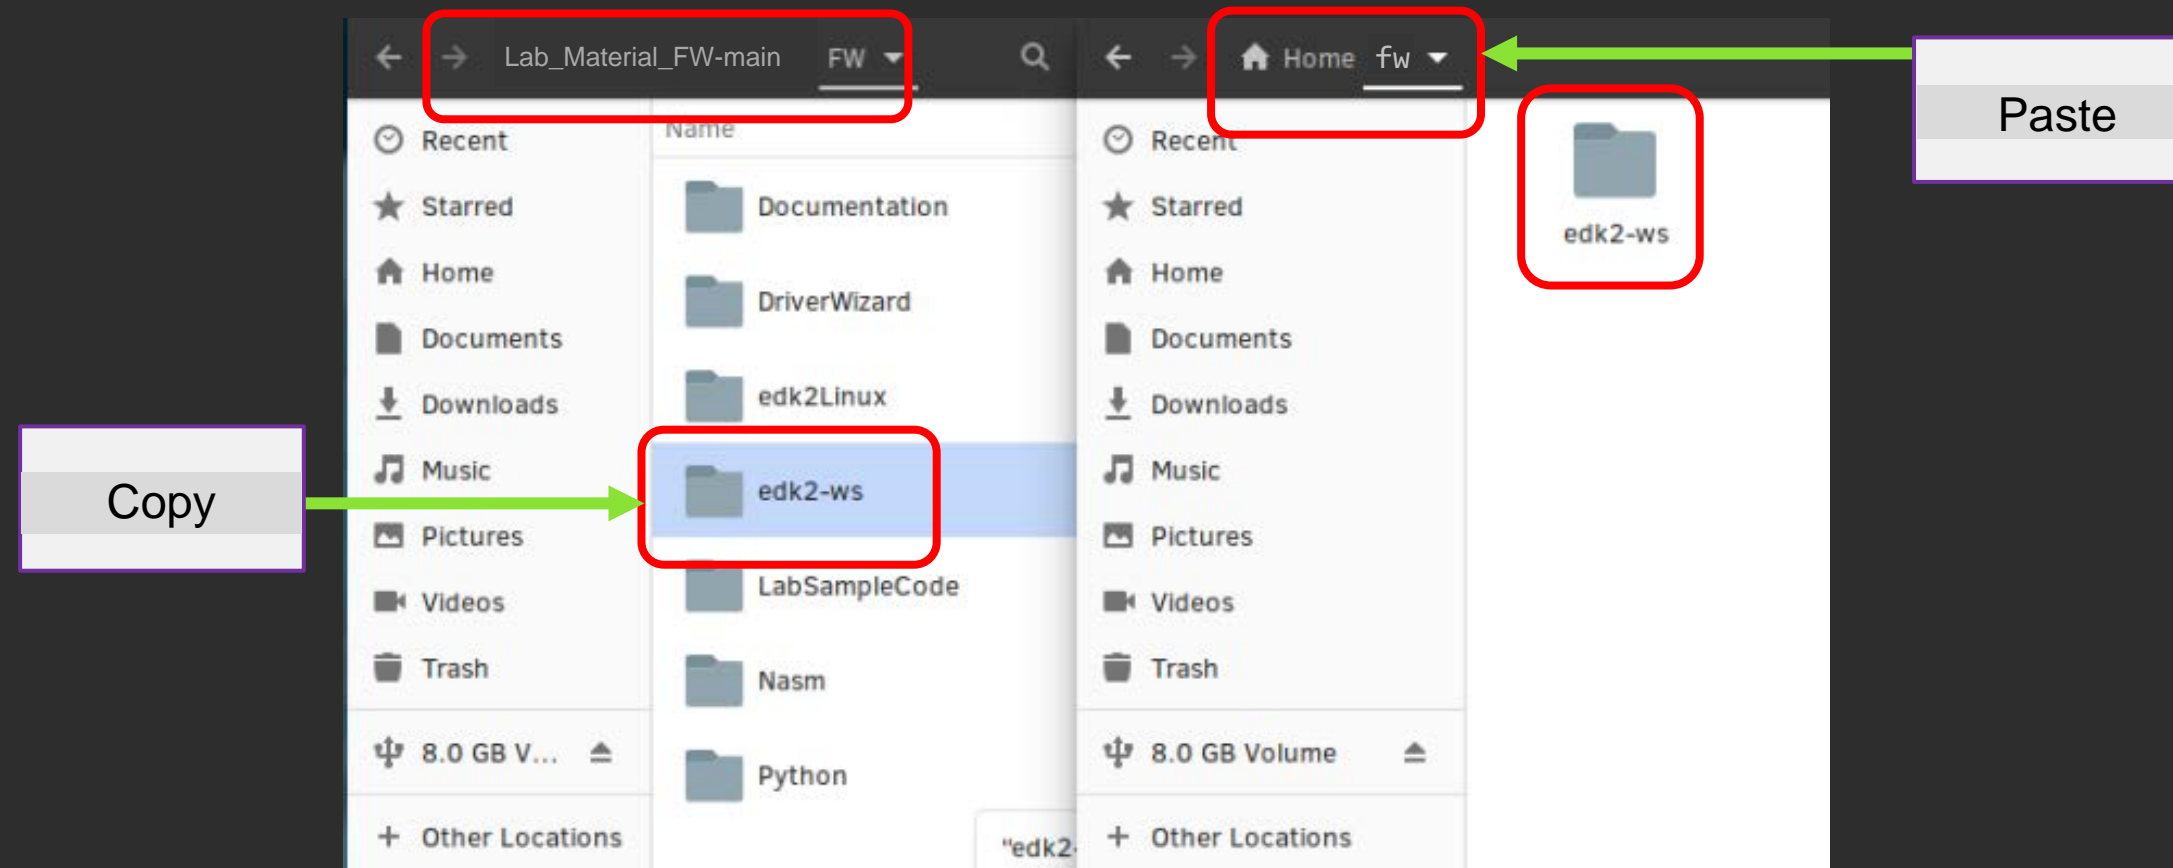 Copy
Lab_Material_FW-main FW
Recent
Starred
Home
Documents
Downloads
Music
Pictures
Videos
Trash
8.0 GB V...
Other Locations
Name
Documentation
DriverWizard
edk2Linux
edk2-ws
LabSampleCode
Nasm
Python
"edk2-
Home fw
Recent
Starred
Home
Documents
Downloads
Music
Pictures
Videos
Trash
8.0 GB Volume
Other Locations
edk2-ws
Paste